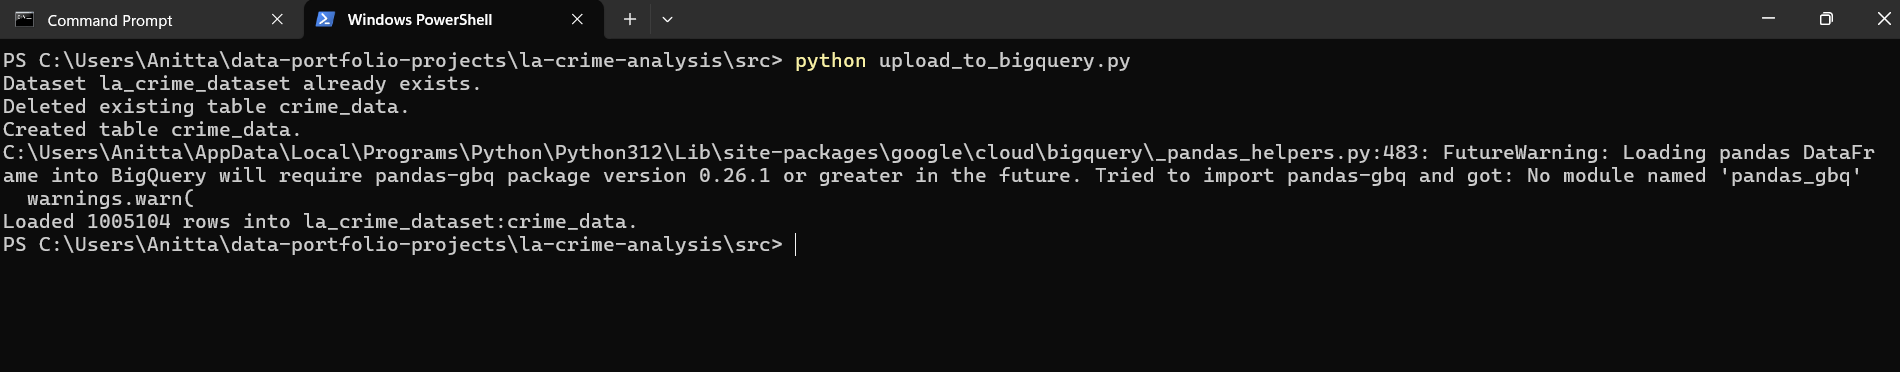 Command Prompt
Windows PowerShell
PS C:\Users\Anitta\data-portfolio-projects\la-crime-analysis\src> python upload_to_bigquery.py
Dataset la_crime_dataset already exists.
Deleted existing table crime_data.
Created table crime_data.
C:\Users\Anitta\AppData\Local\Programs\Python\Python312\Lib\site-packages\google\cloud\bigquery\_pandas_helpers.py:483: FutureWarning: Loading pandas DataFr
ame into BigQuery will require pandas-gbq package version 0.26.1 or greater in the future. Tried to import pandas-gbq and got: No module named 'pandas_gbq'
  warnings.warn(
Loaded 1005104 rows into la_crime_dataset:crime_data.
PS C:\Users\Anitta\data-portfolio-projects\la-crime-analysis\src>